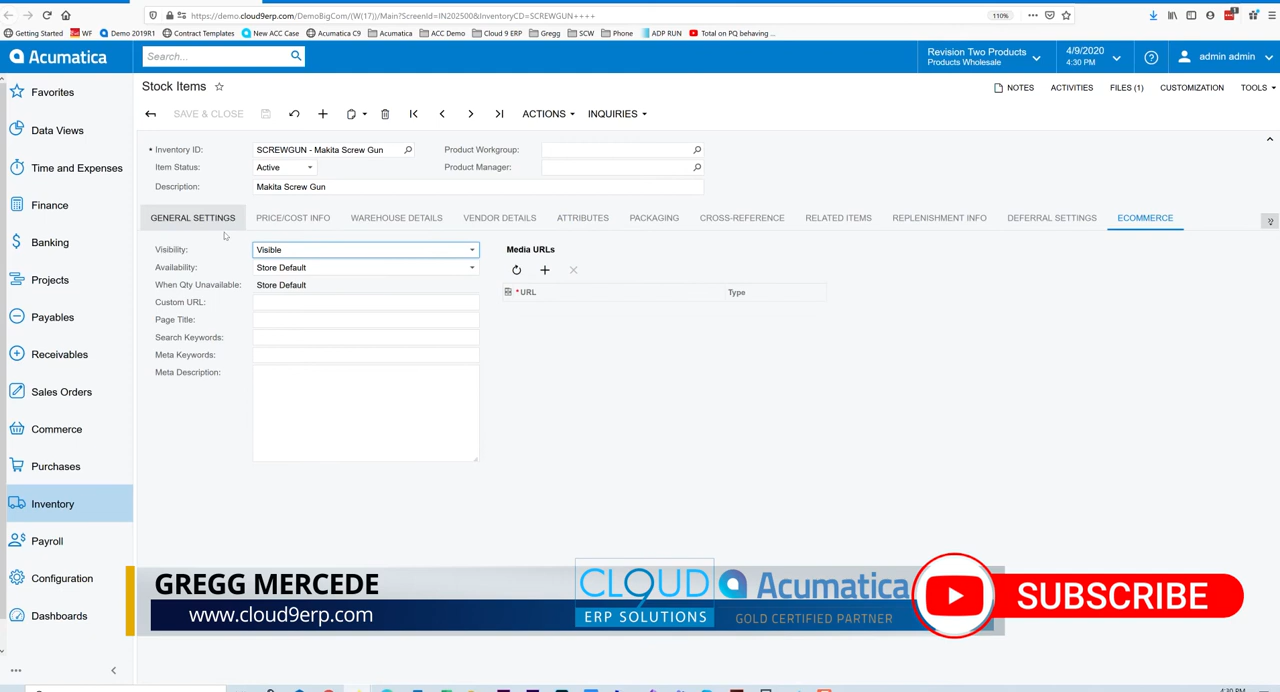 https://demo.cloud9erp.com/DemoBigCom/(W(17))/Main?ScreenId=IN202500&InventoryCD=SCREWGUN++++
110%
1
Getting Started
WF
Demo 2019R1
Contract Templates
New ACC Case
Acumatica C9
Acumatica
ACC Demo
Cloud 9 ERP
Gregg
SCW
Phone
ADP RUN
Total on PQ behaving ...
Acumatica
Search...
Revision Two Products
Products Wholesale
4/9/2020
4:30 PM
admin admin
Favorites
Data Views
Time and Expenses
Finance
Banking
Projects
Payables
Receivables
Sales Orders
Commerce
Purchases
Inventory
Payroll
Configuration
Dashboards
Stock Items
NOTES
ACTIVITIES
FILES (1)
CUSTOMIZATION
TOOLS
SAVE & CLOSE
ACTIONS
INQUIRIES
* Inventory ID:
SCREWGUN - Makita Screw Gun
Product Workgroup:
Item Status:
Active
Product Manager:
Description:
Makita Screw Gun
GENERAL SETTINGS
PRICE/COST INFO
WAREHOUSE DETAILS
VENDOR DETAILS
ATTRIBUTES
PACKAGING
CROSS-REFERENCE
RELATED ITEMS
REPLENISHMENT INFO
DEFERRAL SETTINGS
ECOMMERCE
Visibility:
Visible
Availability:
Store Default
When Qty Unavailable:
Store Default
Custom URL:
Page Title:
Search Keywords:
Meta Keywords:
Meta Description:
Media URLs
* URL
Type
GREGG MERCEDE
www.cloud9erp.com
CLOUD9
ERP SOLUTIONS
Acumatica
GOLD CERTIFIED PARTNER
SUBSCRIBE
4:30 PM